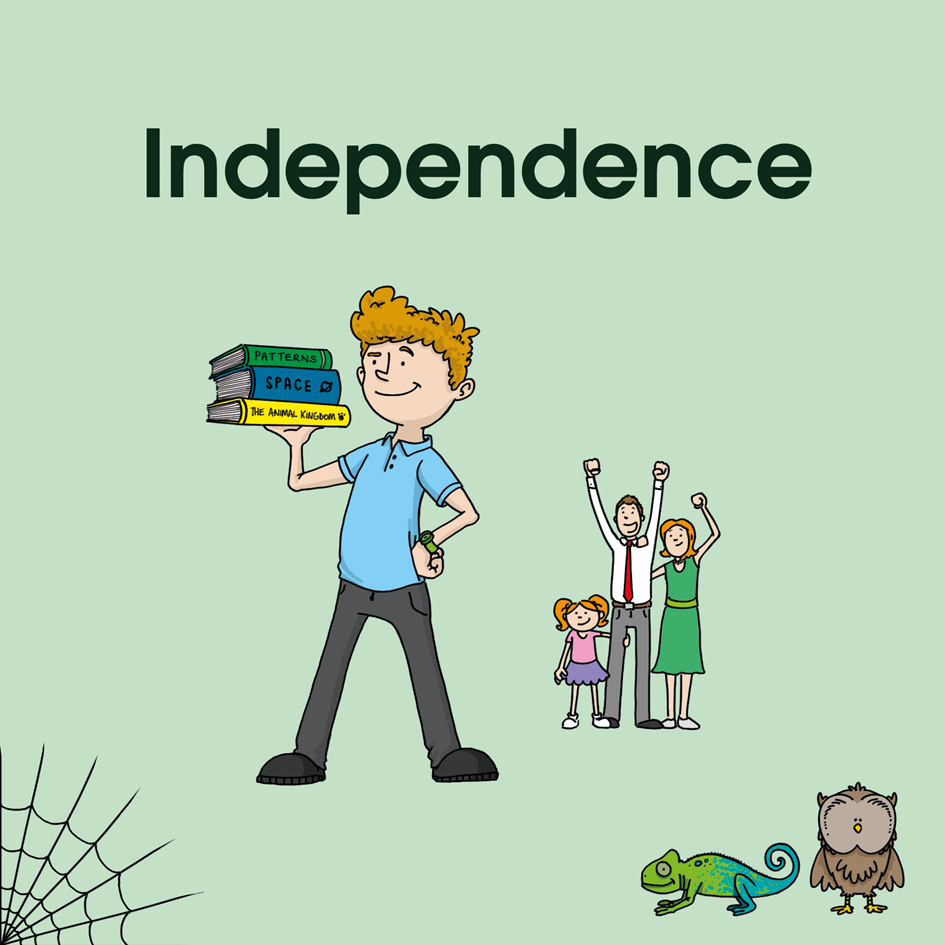 Independence
PATTERNS
SPACE
THE ANIMAL KINGDOM